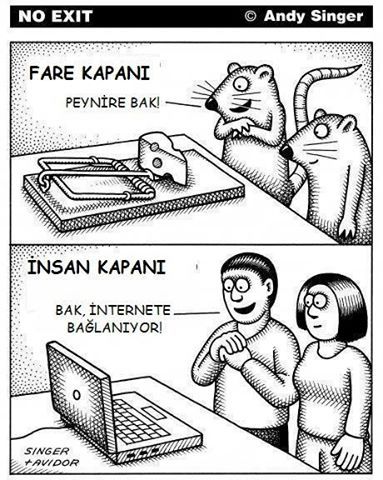 NO EXIT © Andy Singer
FARE KAPANI
PEYNİRE BAK!
İNSAN KAPANI
BAK, İNTERNETE
BAĞLANIYOR!
SINGER
+AVIDOR